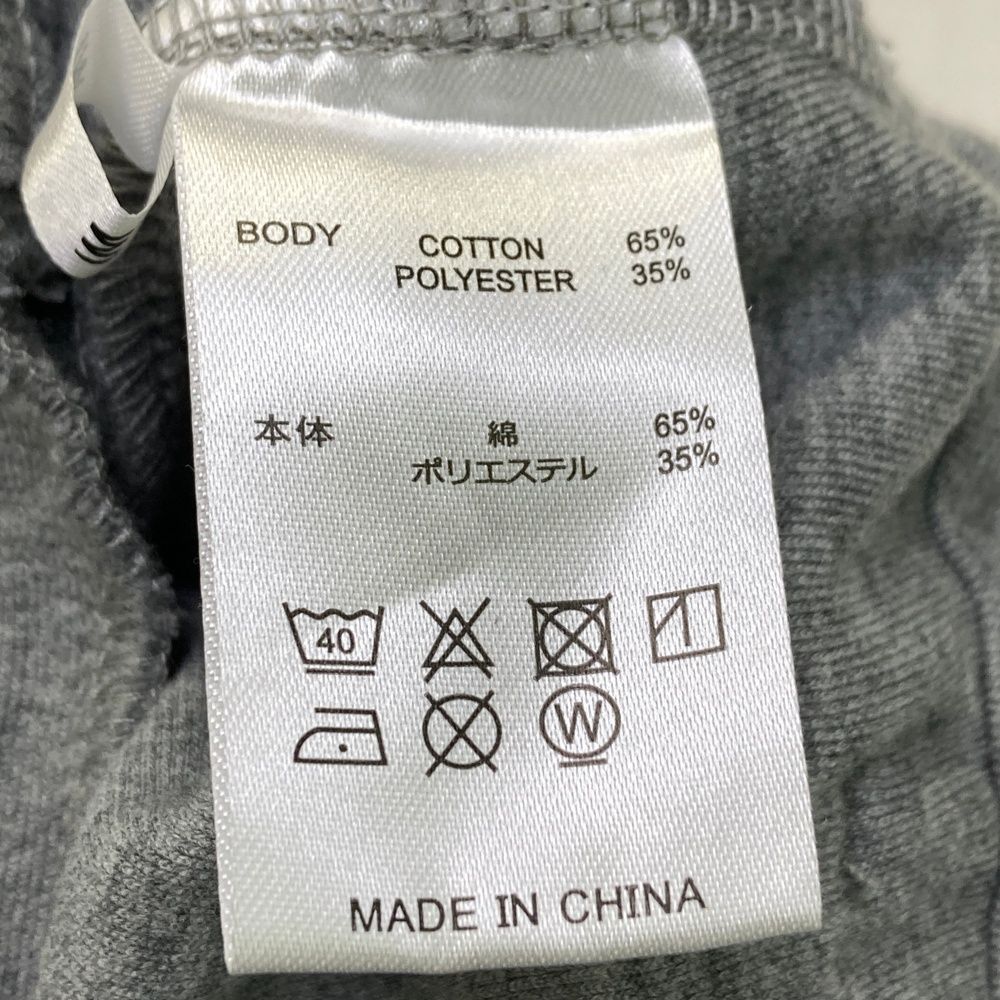 BODY COTTON 65%
POLYESTER 35%
本体 綿 65%
ポリエステル 35%
40
W
MADE IN CHINA